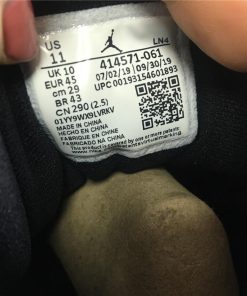 US
11
UK 10
EUR 45
cm 29
BR 43
CN 290 (2.5)
01YY9WX9LVRKV
MADE IN CHINA
HECHO EN CHINA
FABRIQUÉ EN CHINE
FABRICADO NA CHINA
LN4
414571-061
07/02/19 09/30/19
UPC 00193154601893